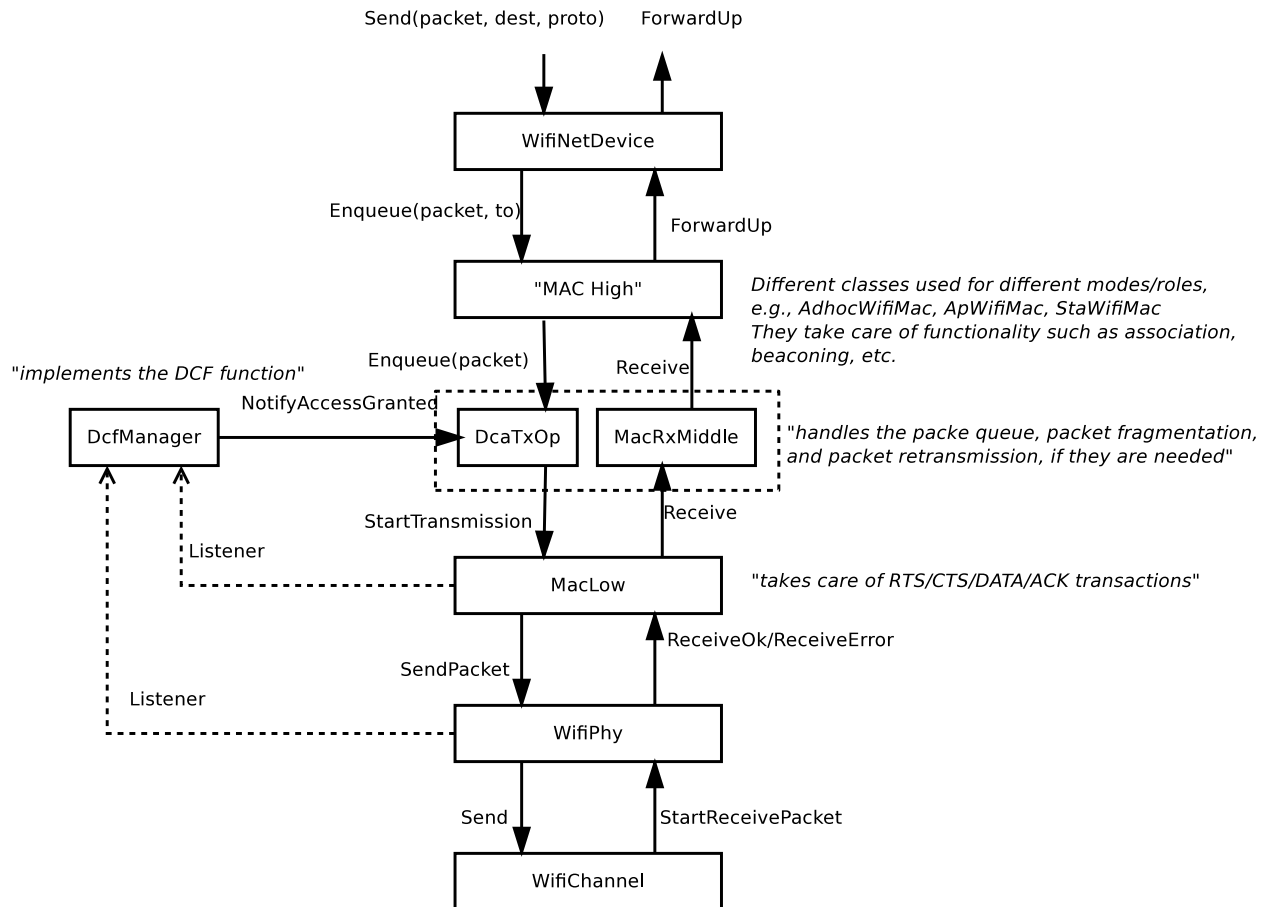 Send(packet, dest, proto)
ForwardUp
WifiNetDevice
Enqueue(packet, to)
ForwardUp
"MAC High"
Different classes used for different modes/roles,
e.g., AdhocWifiMac, ApWifiMac, StaWifiMac
They take care of functionality such as association,
beaconing, etc.
Enqueue(packet)
Receive
"implements the DCF function"
NotifyAccessGranted
DcfManager
DcaTxOp
MacRxMiddle
"handles the packe queue, packet fragmentation,
and packet retransmission, if they are needed"
StartTransmission
Receive
Listener
MacLow
"takes care of RTS/CTS/DATA/ACK transactions"
ReceiveOk/ReceiveError
SendPacket
Listener
WifiPhy
Send
StartReceivePacket
WifiChannel